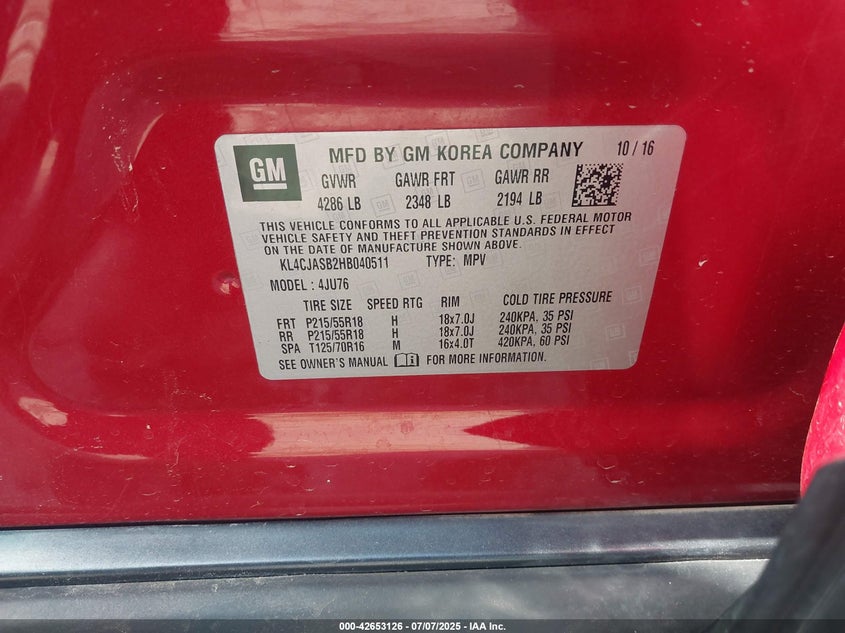 GM
MFD BY GM KOREA COMPANY 10 / 16
GVWR GAWR FRT GAWR RR
4286 LB 2348 LB 2194 LB
THIS VEHICLE CONFORMS TO ALL APPLICABLE U.S. FEDERAL MOTOR
VEHICLE SAFETY AND THEFT PREVENTION STANDARDS IN EFFECT
ON THE DATE OF MANUFACTURE SHOWN ABOVE.
KL4CJASB2HB040511 TYPE: MPV
MODEL : 4JU76
TIRE SIZE SPEED RTG RIM COLD TIRE PRESSURE
FRT P215/55R18 H 18x7.0J 240KPA, 35 PSI
RR P215/55R18 H 18x7.0J 240KPA, 35 PSI
SPA T125/70R16 M 16x4.0T 420KPA, 60 PSI
SEE OWNER'S MANUAL FOR MORE INFORMATION.
000-42653126 - 07/07/2025 - IAA Inc.